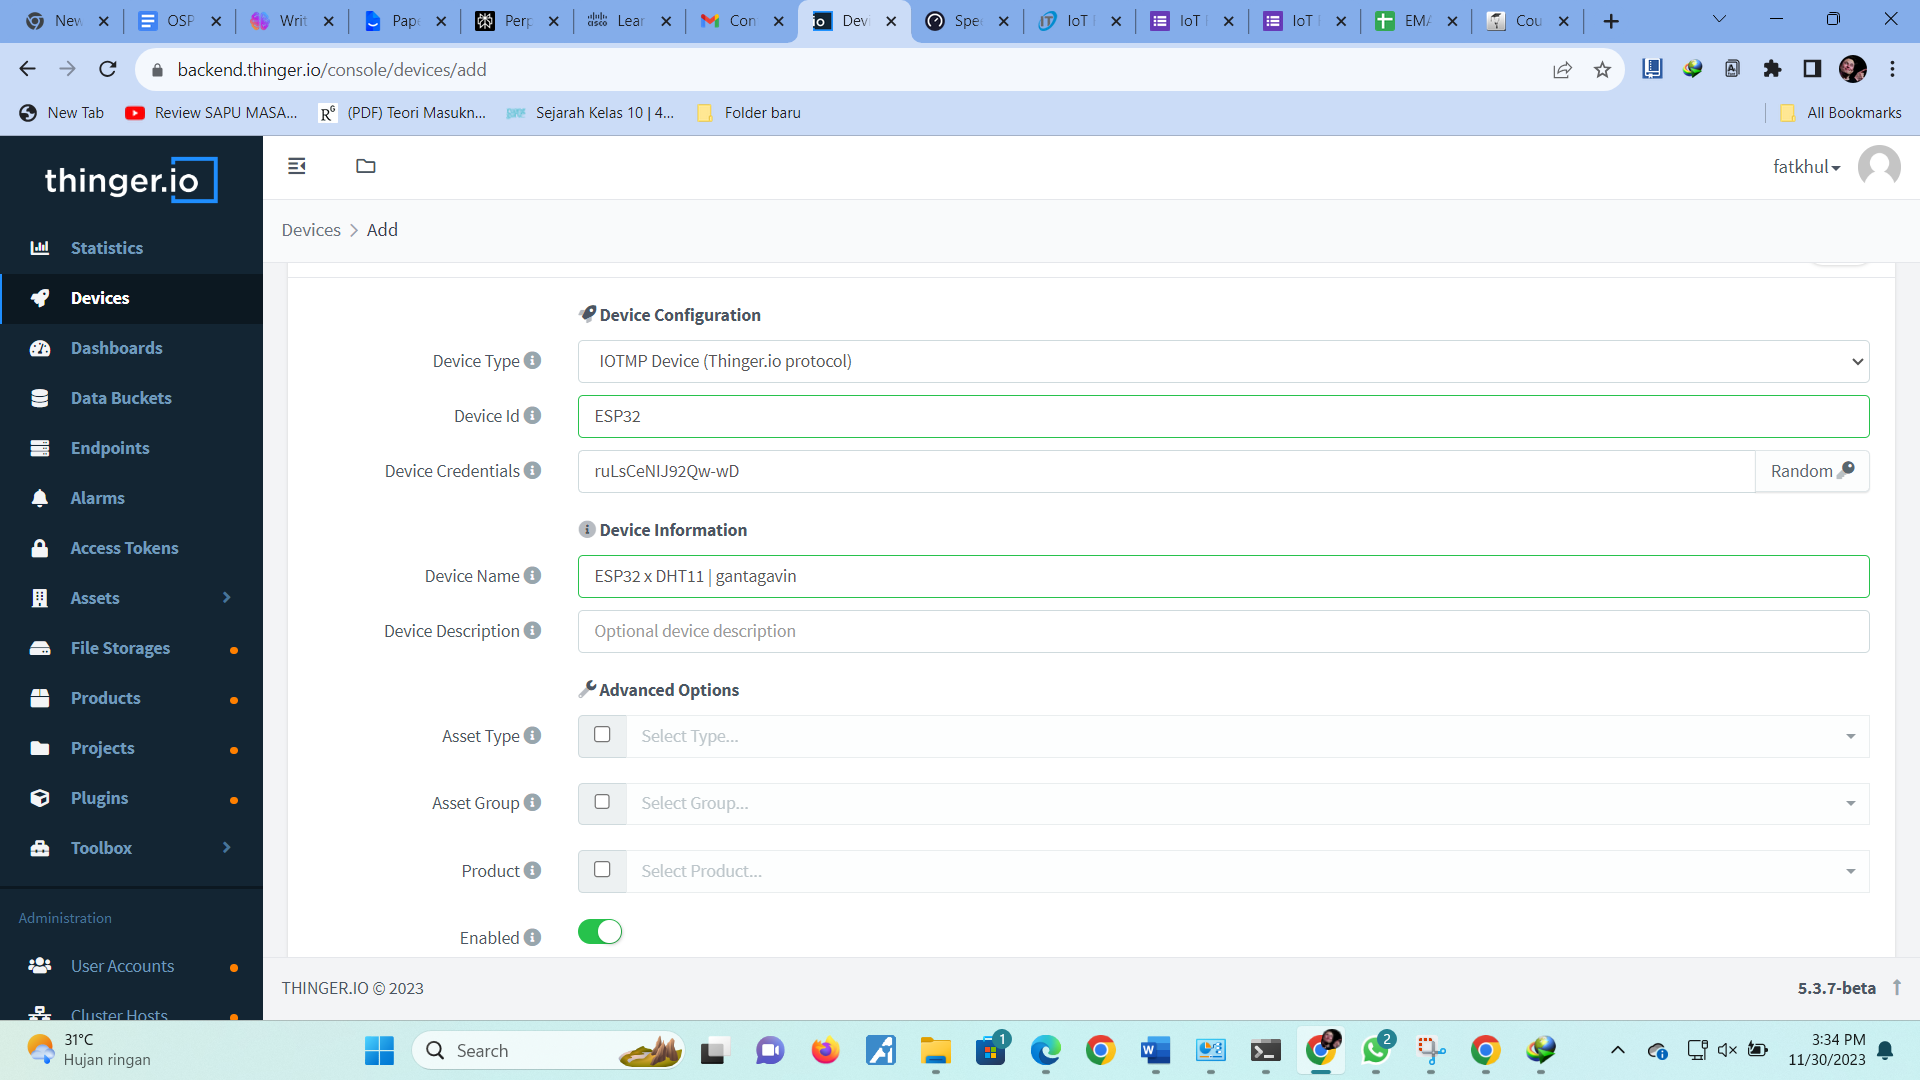 New
OSP
Writ
Pape
Perp
Lear
Con
Devi
Spee
IoT
IoT
IoT
EMA
Cou
backend.thinger.io/console/devices/add
New Tab
Review SAPU MASA...
(PDF) Teori Masukn...
Sejarah Kelas 10 | 4...
Folder baru
All Bookmarks
thinger.io
fatkhul
Devices > Add
Statistics
Devices
Dashboards
Data Buckets
Endpoints
Alarms
Access Tokens
Assets
File Storages
Products
Projects
Plugins
Toolbox
Administration
User Accounts
Cluster Hosts
Device Configuration
Device Type
IOTMP Device (Thinger.io protocol)
Device Id
ESP32
Device Credentials
ruLsCeNIJ92Qw-wD
Random
Device Information
Device Name
ESP32 x DHT11 | gantagavin
Device Description
Optional device description
Advanced Options
Asset Type
Select Type...
Asset Group
Select Group...
Product
Select Product...
Enabled
THINGER.IO © 2023
5.3.7-beta
31°C
Hujan ringan
Search
1
2
3:34 PM
11/30/2023